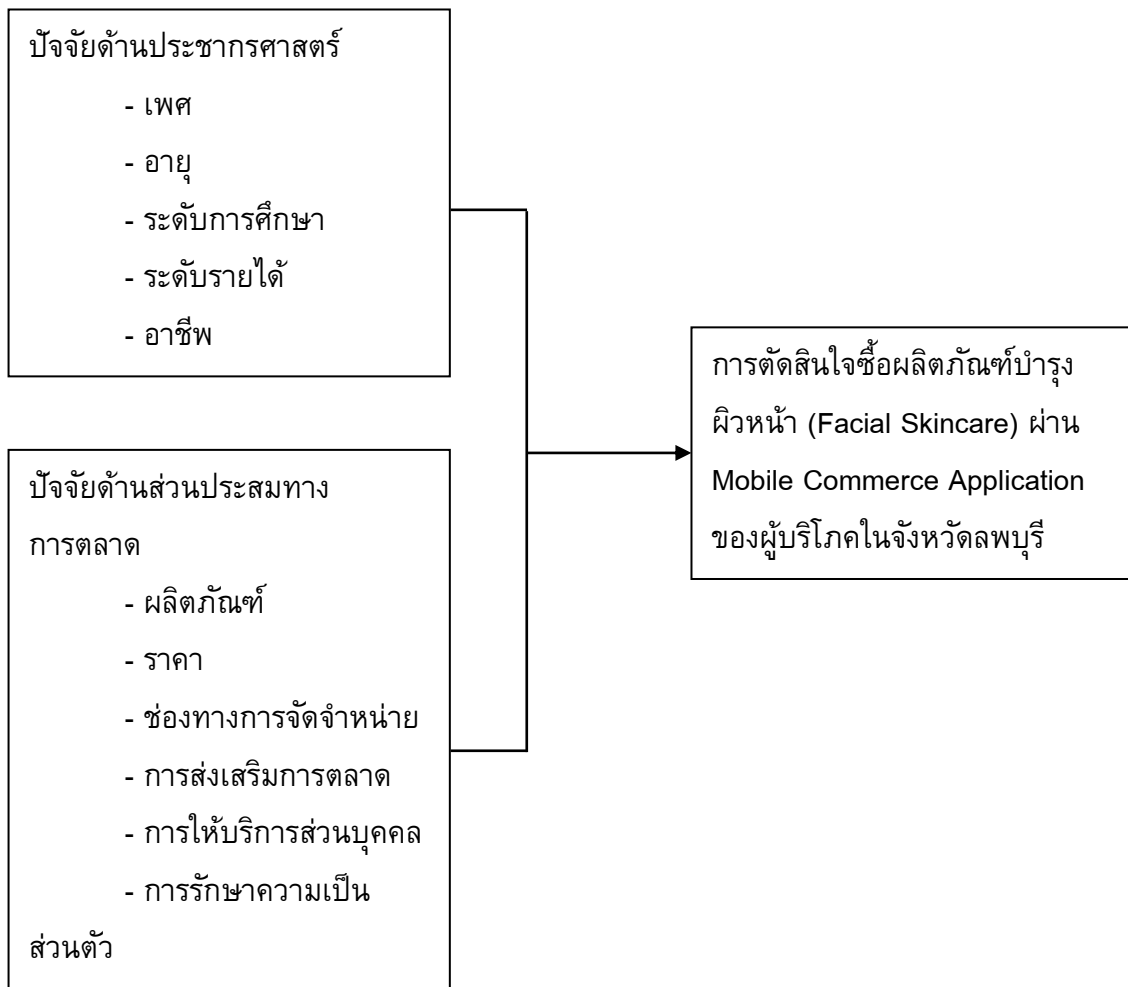 ปัจจัยด้านประชากรศาสตร์
- เพศ
- อายุ
- ระดับการศึกษา
- ระดับรายได้
- อาชีพ
ปัจจัยด้านส่วนประสมทาง
การตลาด
- ผลิตภัณฑ์
- ราคา
- ช่องทางการจัดจำหน่าย
- การส่งเสริมการตลาด
- การให้บริการส่วนบุคคล
- การรักษาความเป็น
ส่วนตัว
การตัดสินใจซื้อผลิตภัณฑ์บำรุง
ผิวหน้า (Facial Skincare) ผ่าน
Mobile Commerce Application
ของผู้บริโภคในจังหวัดลพบุรี